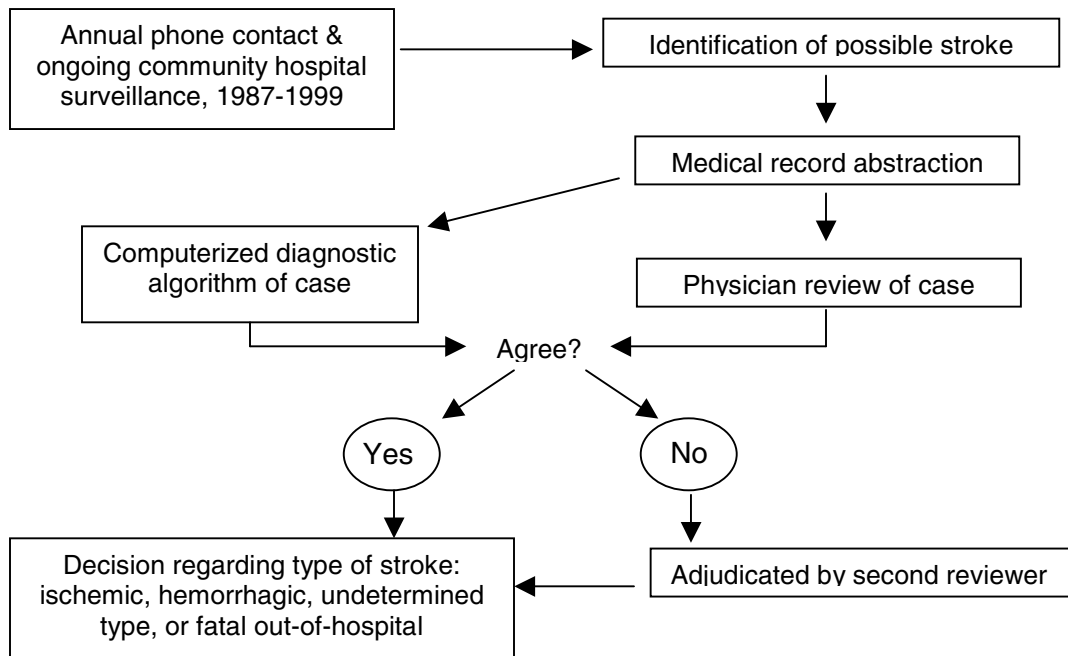 Annual phone contact &
ongoing community hospital
surveillance, 1987-1999
Identification of possible stroke
Medical record abstraction
Computerized diagnostic
algorithm of case
Physician review of case
Agree?
Yes
No
Decision regarding type of stroke:
ischemic, hemorrhagic, undetermined
type, or fatal out-of-hospital
Adjudicated by second reviewer